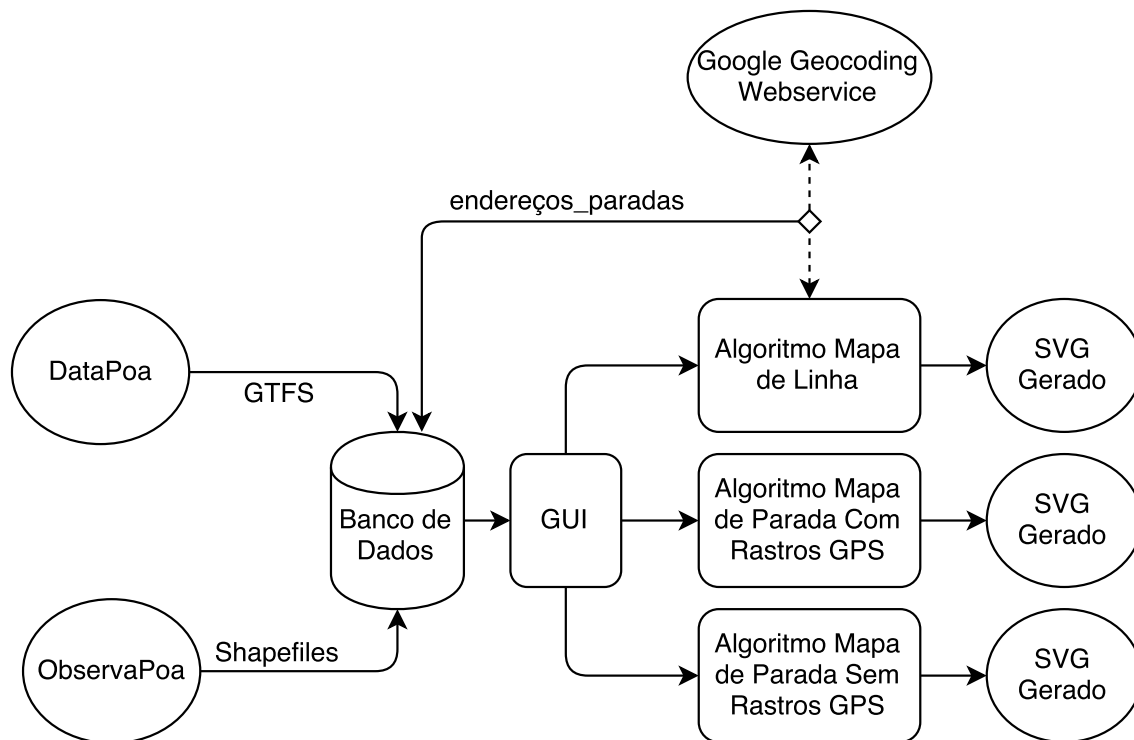 Google Geocoding
Webservice
endereços_paradas
DataPoa
GTFS
Algoritmo Mapa
de Linha
SVG
Gerado
Banco de
Dados
GUI
Algoritmo Mapa
de Parada Com
Rastros GPS
SVG
Gerado
ObservaPoa
Shapefiles
Algoritmo Mapa
de Parada Sem
Rastros GPS
SVG
Gerado